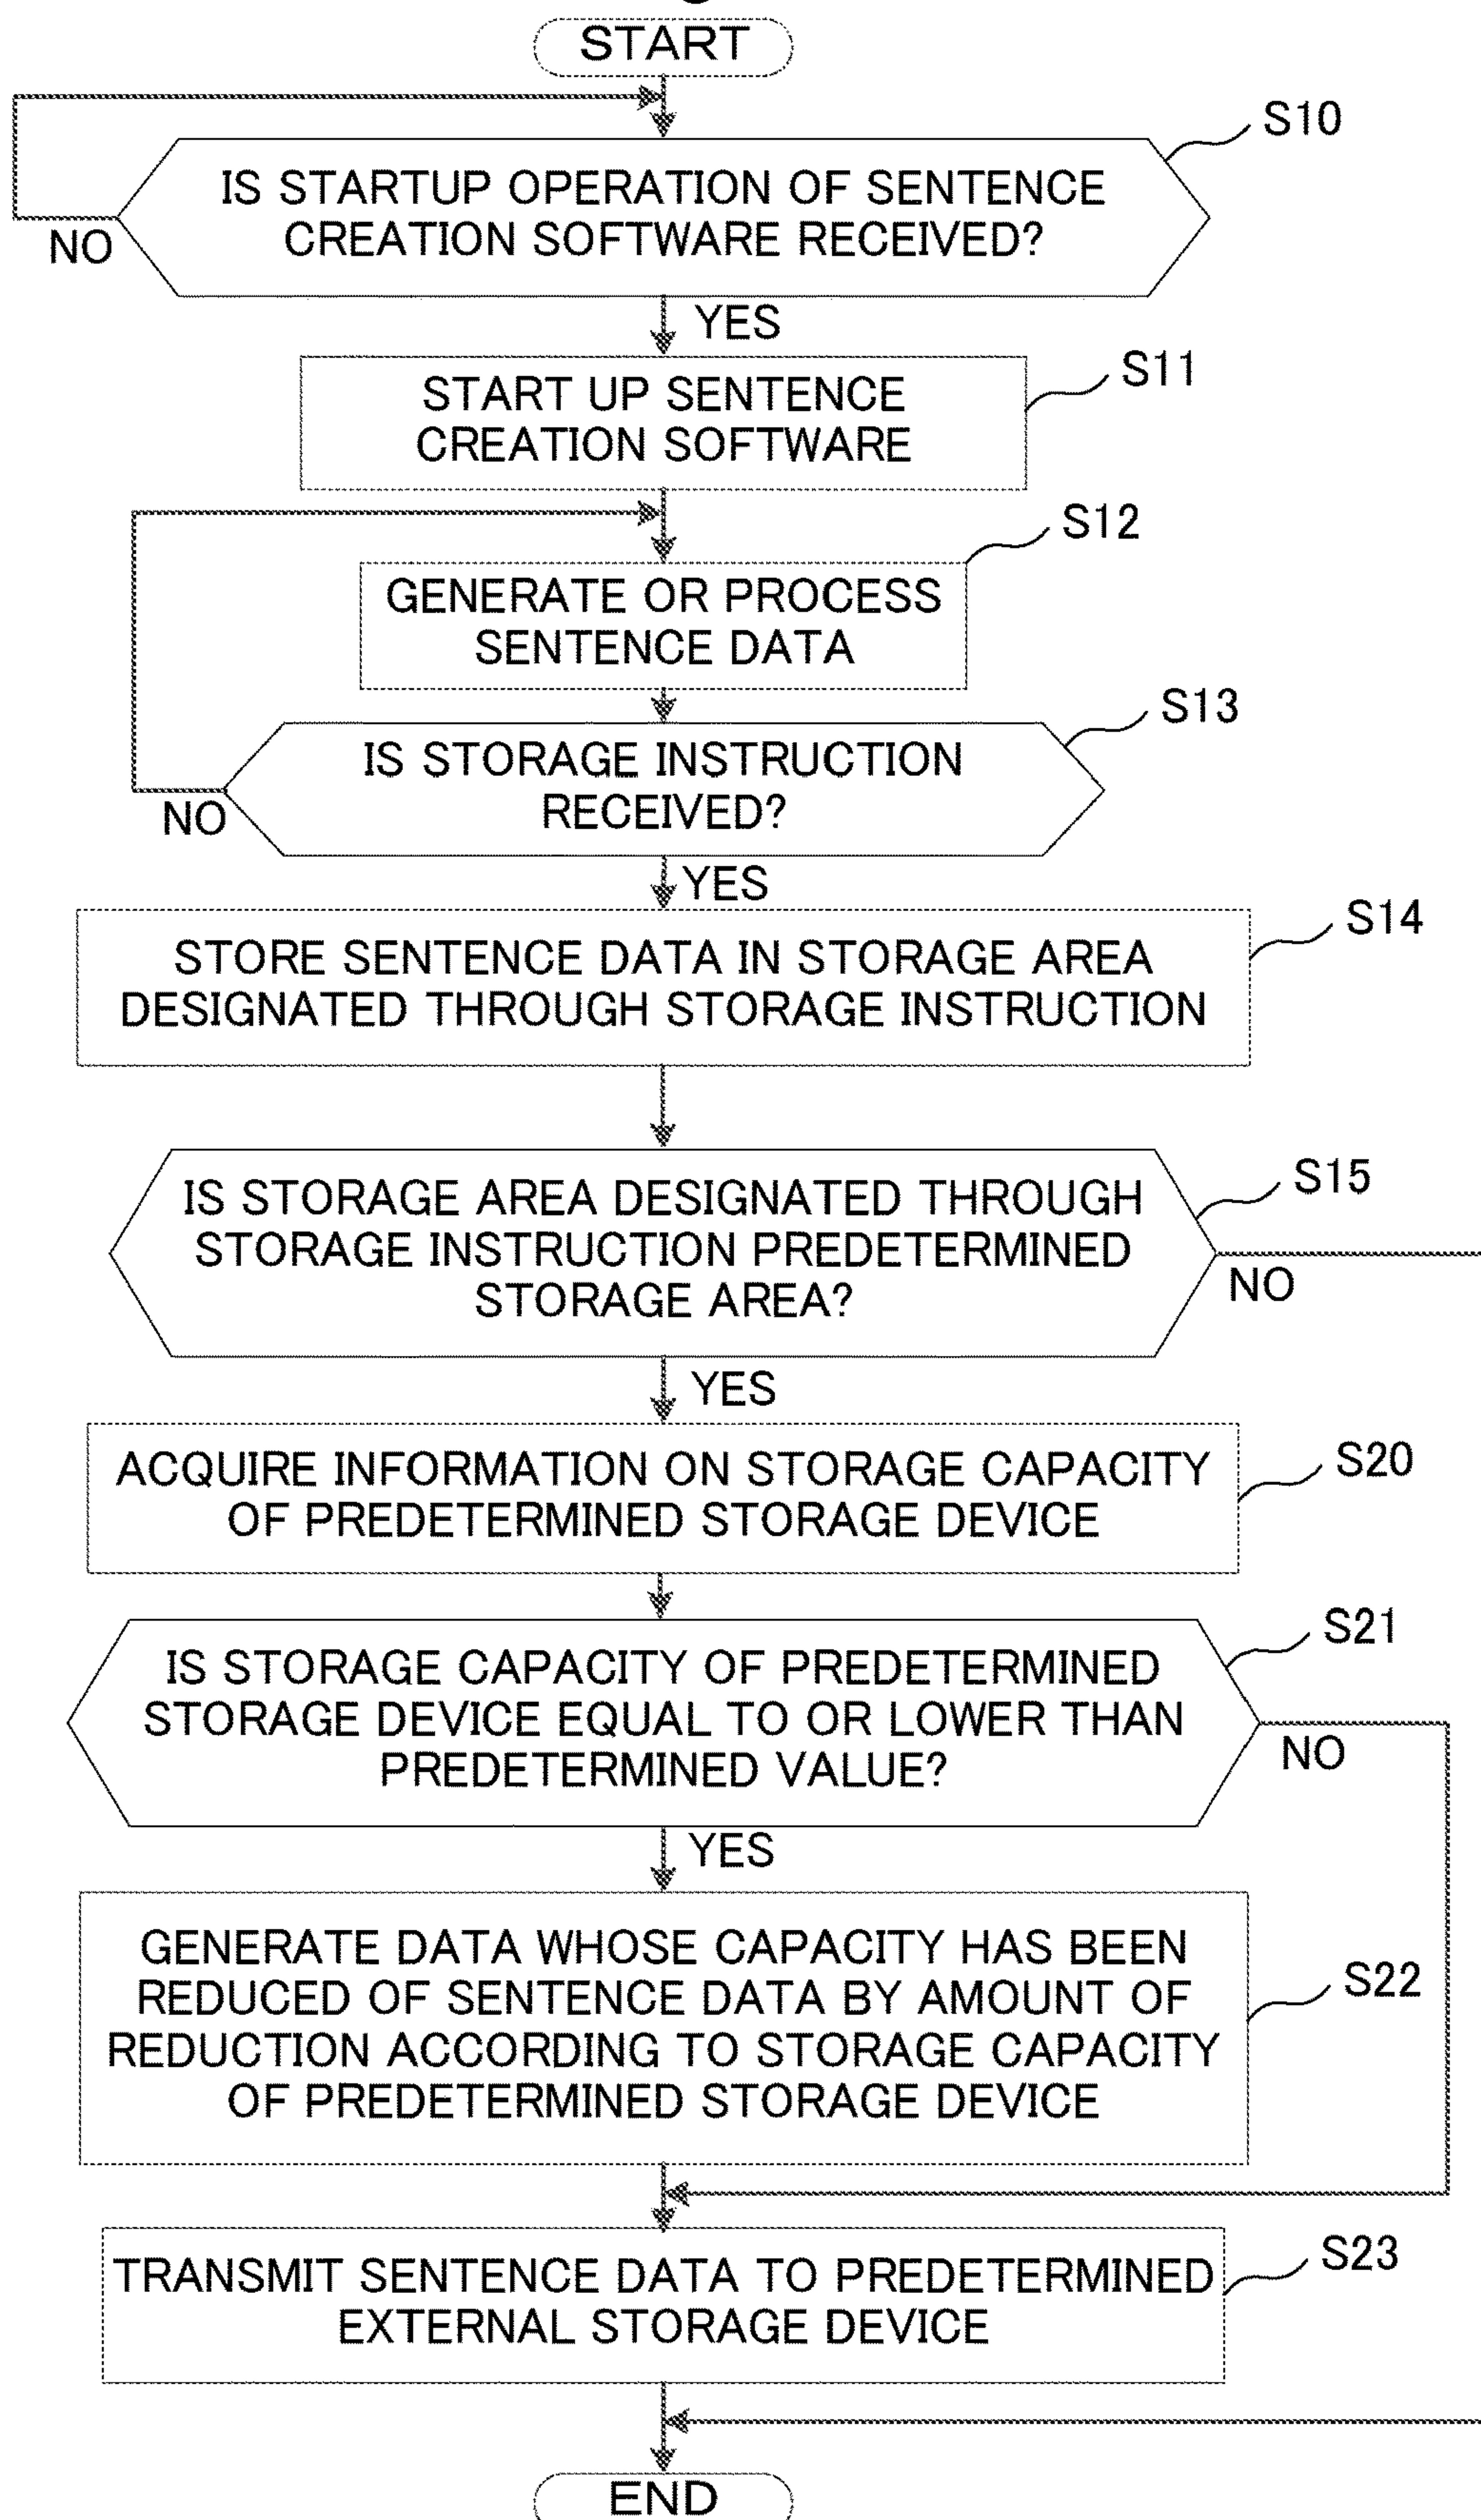 START
S10
IS STARTUP OPERATION OF SENTENCE
CREATION SOFTWARE RECEIVED?
NO
YES
S11
START UP SENTENCE
CREATION SOFTWARE
S12
GENERATE OR PROCESS
SENTENCE DATA
S13
IS STORAGE INSTRUCTION
RECEIVED?
NO
YES
S14
STORE SENTENCE DATA IN STORAGE AREA
DESIGNATED THROUGH STORAGE INSTRUCTION
S15
IS STORAGE AREA DESIGNATED THROUGH
STORAGE INSTRUCTION PREDETERMINED
STORAGE AREA?
NO
YES
S20
ACQUIRE INFORMATION ON STORAGE CAPACITY
OF PREDETERMINED STORAGE DEVICE
S21
IS STORAGE CAPACITY OF PREDETERMINED
STORAGE DEVICE EQUAL TO OR LOWER THAN
PREDETERMINED VALUE?
NO
YES
S22
GENERATE DATA WHOSE CAPACITY HAS BEEN
REDUCED OF SENTENCE DATA BY AMOUNT OF
REDUCTION ACCORDING TO STORAGE CAPACITY
OF PREDETERMINED STORAGE DEVICE
S23
TRANSMIT SENTENCE DATA TO PREDETERMINED
EXTERNAL STORAGE DEVICE
END